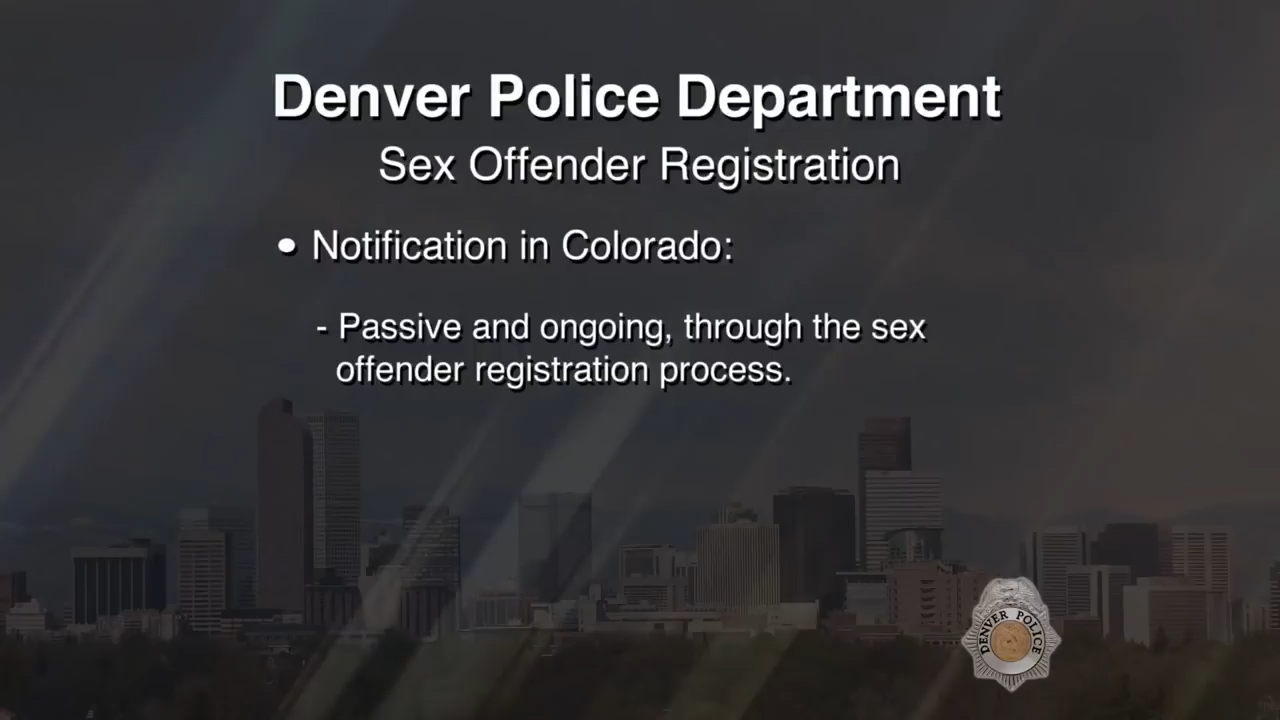 Denver Police Department
Sex Offender Registration
• Notification in Colorado:
- Passive and ongoing, through the sex
offender registration process.
DENVER POLICE